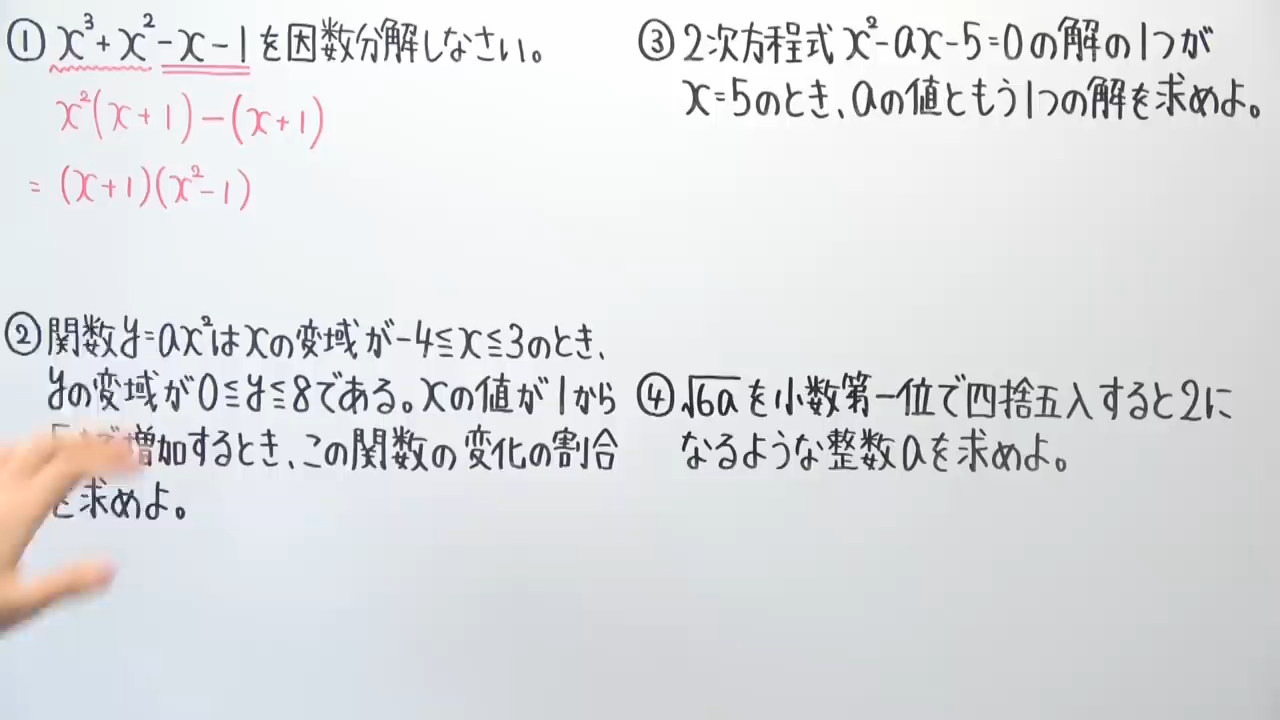 ① x³+x²-x-1を因数分解しなさい。
x²(x+1)-(x+1)
=(x+1)(x²-1)
② 関数y=ax²はxの変域が-4≦x≦3のとき、
yの変域が0≦y≦8である。xの値が1から
増加するとき、この関数の変化の割合
を求めよ。
③ 2次方程式x²-ax-5=0の解の1つが
x=5のとき、aの値ともう1つの解を求めよ。
④ √6aを小数第一位で四捨五入すると2に
なるような整数aを求めよ。